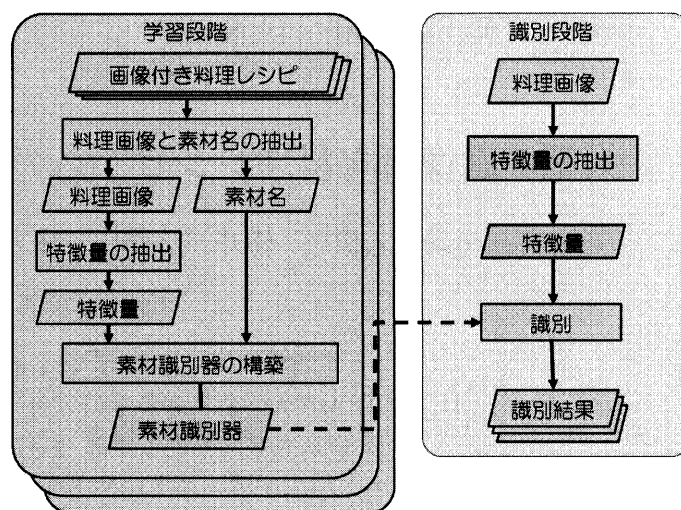 学習段階
画像付き料理レシピ
料理画像と素材名の抽出
料理画像
素材名
特徴量の抽出
特徴量
素材識別器の構築
素材識別器
識別段階
料理画像
特徴量の抽出
特徴量
識別
識別結果